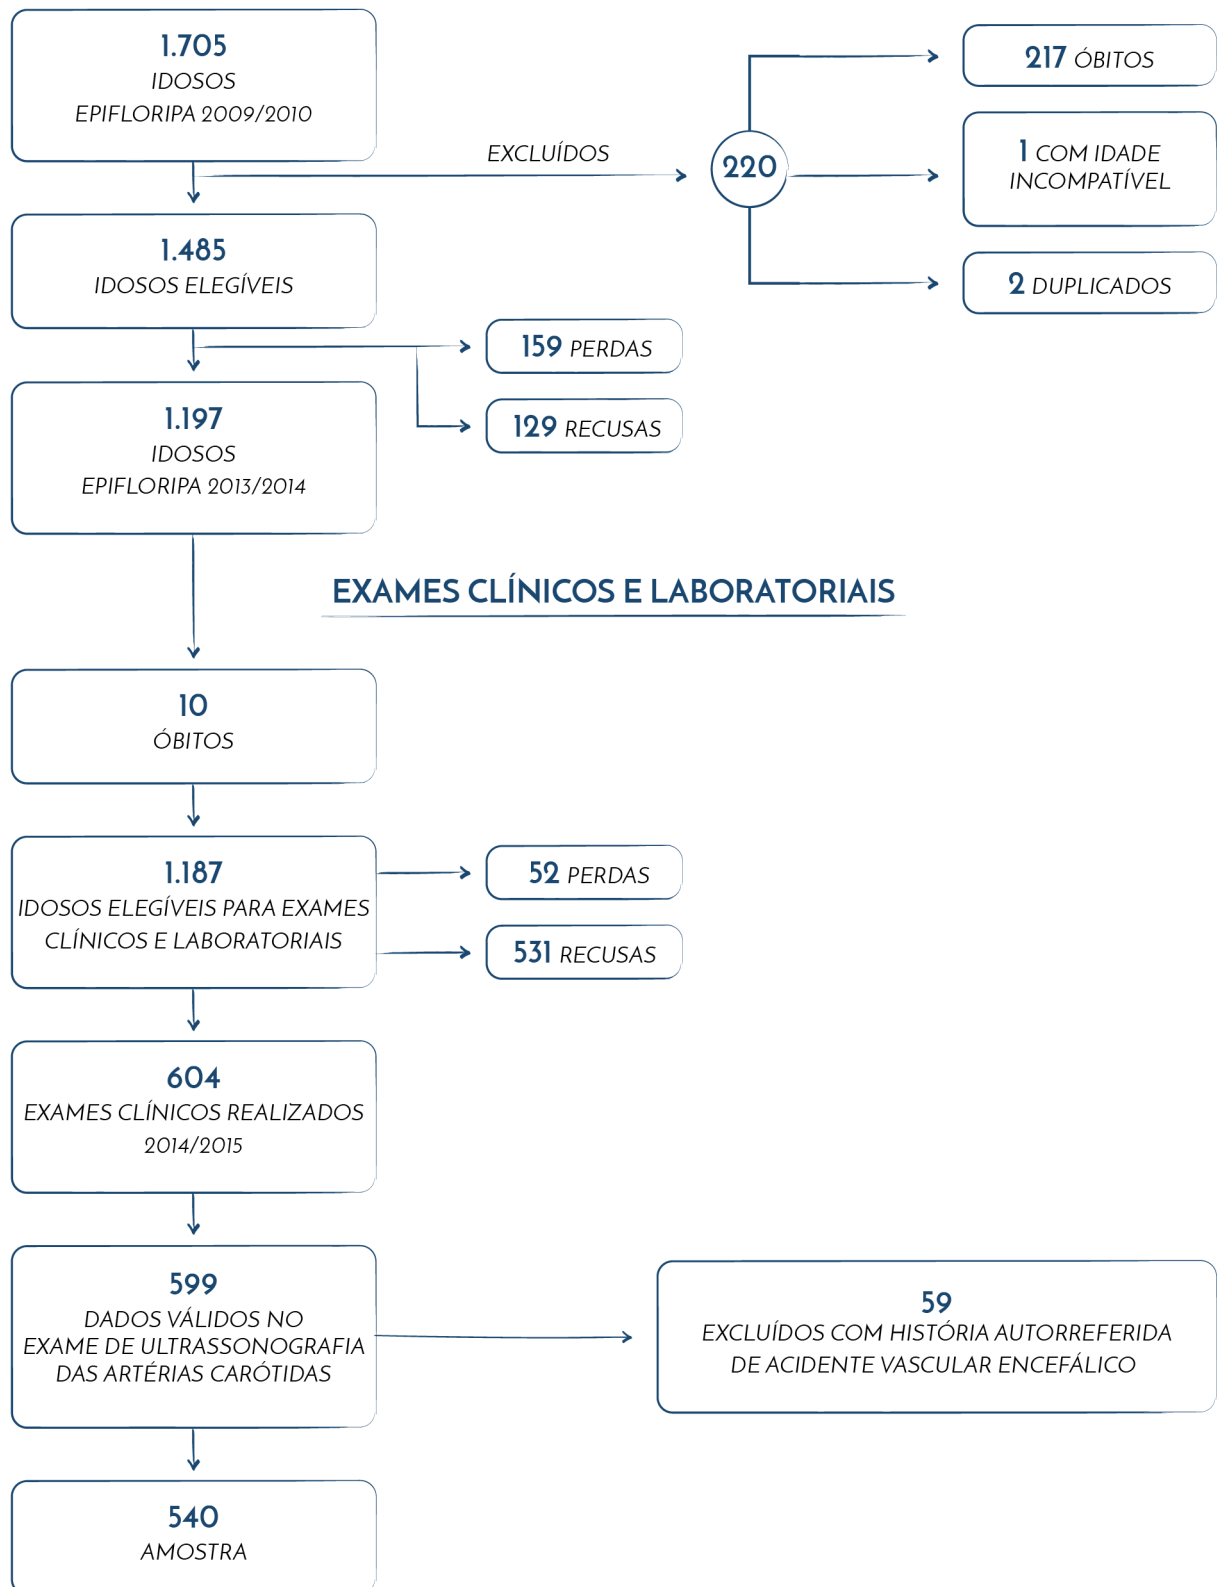 1.705
IDOSOS
EPIFLORIPA 2009/2010
EXCLUÍDOS
220
217 ÓBITOS
1 COM IDADE
INCOMPATÍVEL
2 DUPLICADOS
1.485
IDOSOS ELEGÍVEIS
159 PERDAS
129 RECUSAS
1.197
IDOSOS
EPIFLORIPA 2013/2014
EXAMES CLÍNICOS E LABORATORIAIS
10
ÓBITOS
1.187
IDOSOS ELEGÍVEIS PARA EXAMES
CLÍNICOS E LABORATORIAIS
52 PERDAS
531 RECUSAS
604
EXAMES CLÍNICOS REALIZADOS
2014/2015
599
DADOS VÁLIDOS NO
EXAME DE ULTRASSONOGRAFIA
DAS ARTÉRIAS CARÓTIDAS
59
EXCLUÍDOS COM HISTÓRIA AUTORREFERIDA
DE ACIDENTE VASCULAR ENCEFÁLICO
540
AMOSTRA